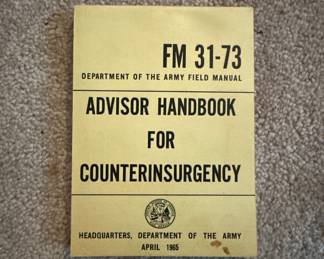 FM 31-73
DEPARTMENT OF THE ARMY FIELD MANUAL
ADVISOR HANDBOOK
FOR
COUNTERINSURGENCY
HEADQUARTERS, DEPARTMENT OF THE ARMY
APRIL 1965